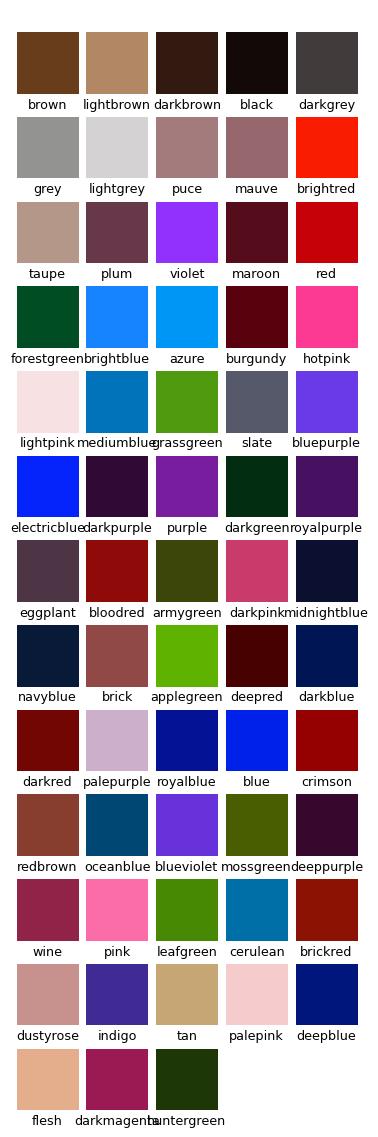 brown lightbrown darkbrown black darkgrey
grey lightgrey puce mauve brightred
taupe plum violet maroon red
forestgreen brightblue azure burgundy hotpink
lightpink mediumblue grassgreen slate bluepurple
electricblue darkpurple purple darkgreen royalpurple
eggplant bloodred armygreen darkpink midnightblue
navyblue brick applegreen deepred darkblue
darkred palepurple royalblue blue crimson
redbrown oceanblue blueviolet mossgreen deeppurple
wine pink leafgreen cerulean brickred
dustyrose indigo tan palepink deepblue
flesh darkmagenta huntergreen